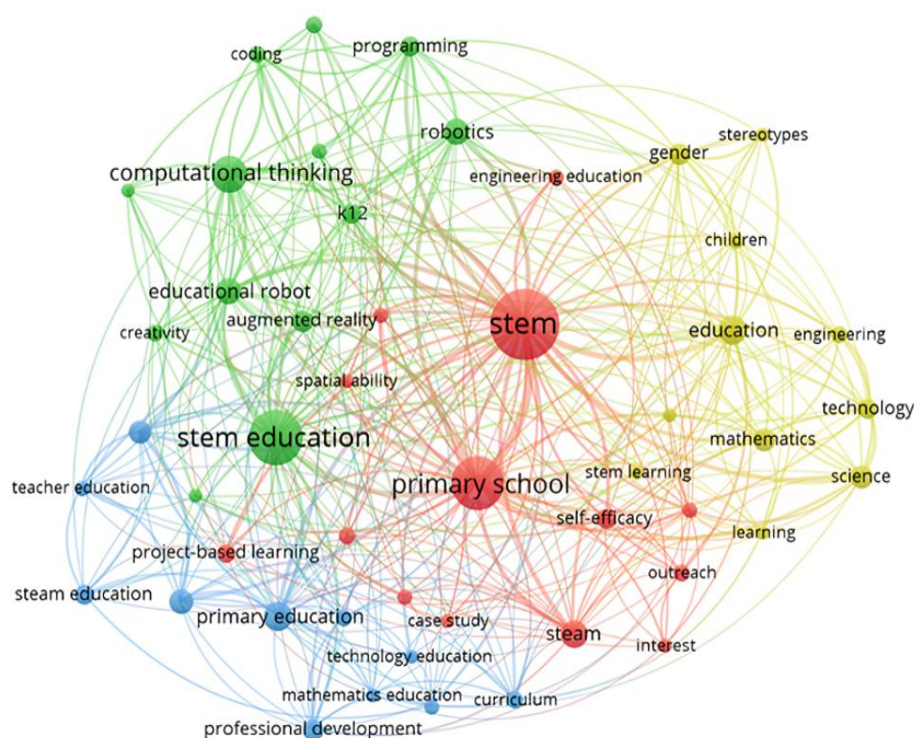 coding
programming
robotics
stereotypes
gender
computational thinking
engineering education
k12
children
educational robot
augmented reality
stem
creativity
education
engineering
spatial ability
technology
stem education
mathematics
primary school
stem learning
science
teacher education
self-efficacy
learning
project-based learning
outreach
steam education
primary education
case study
steam
interest
technology education
mathematics education
curriculum
professional development